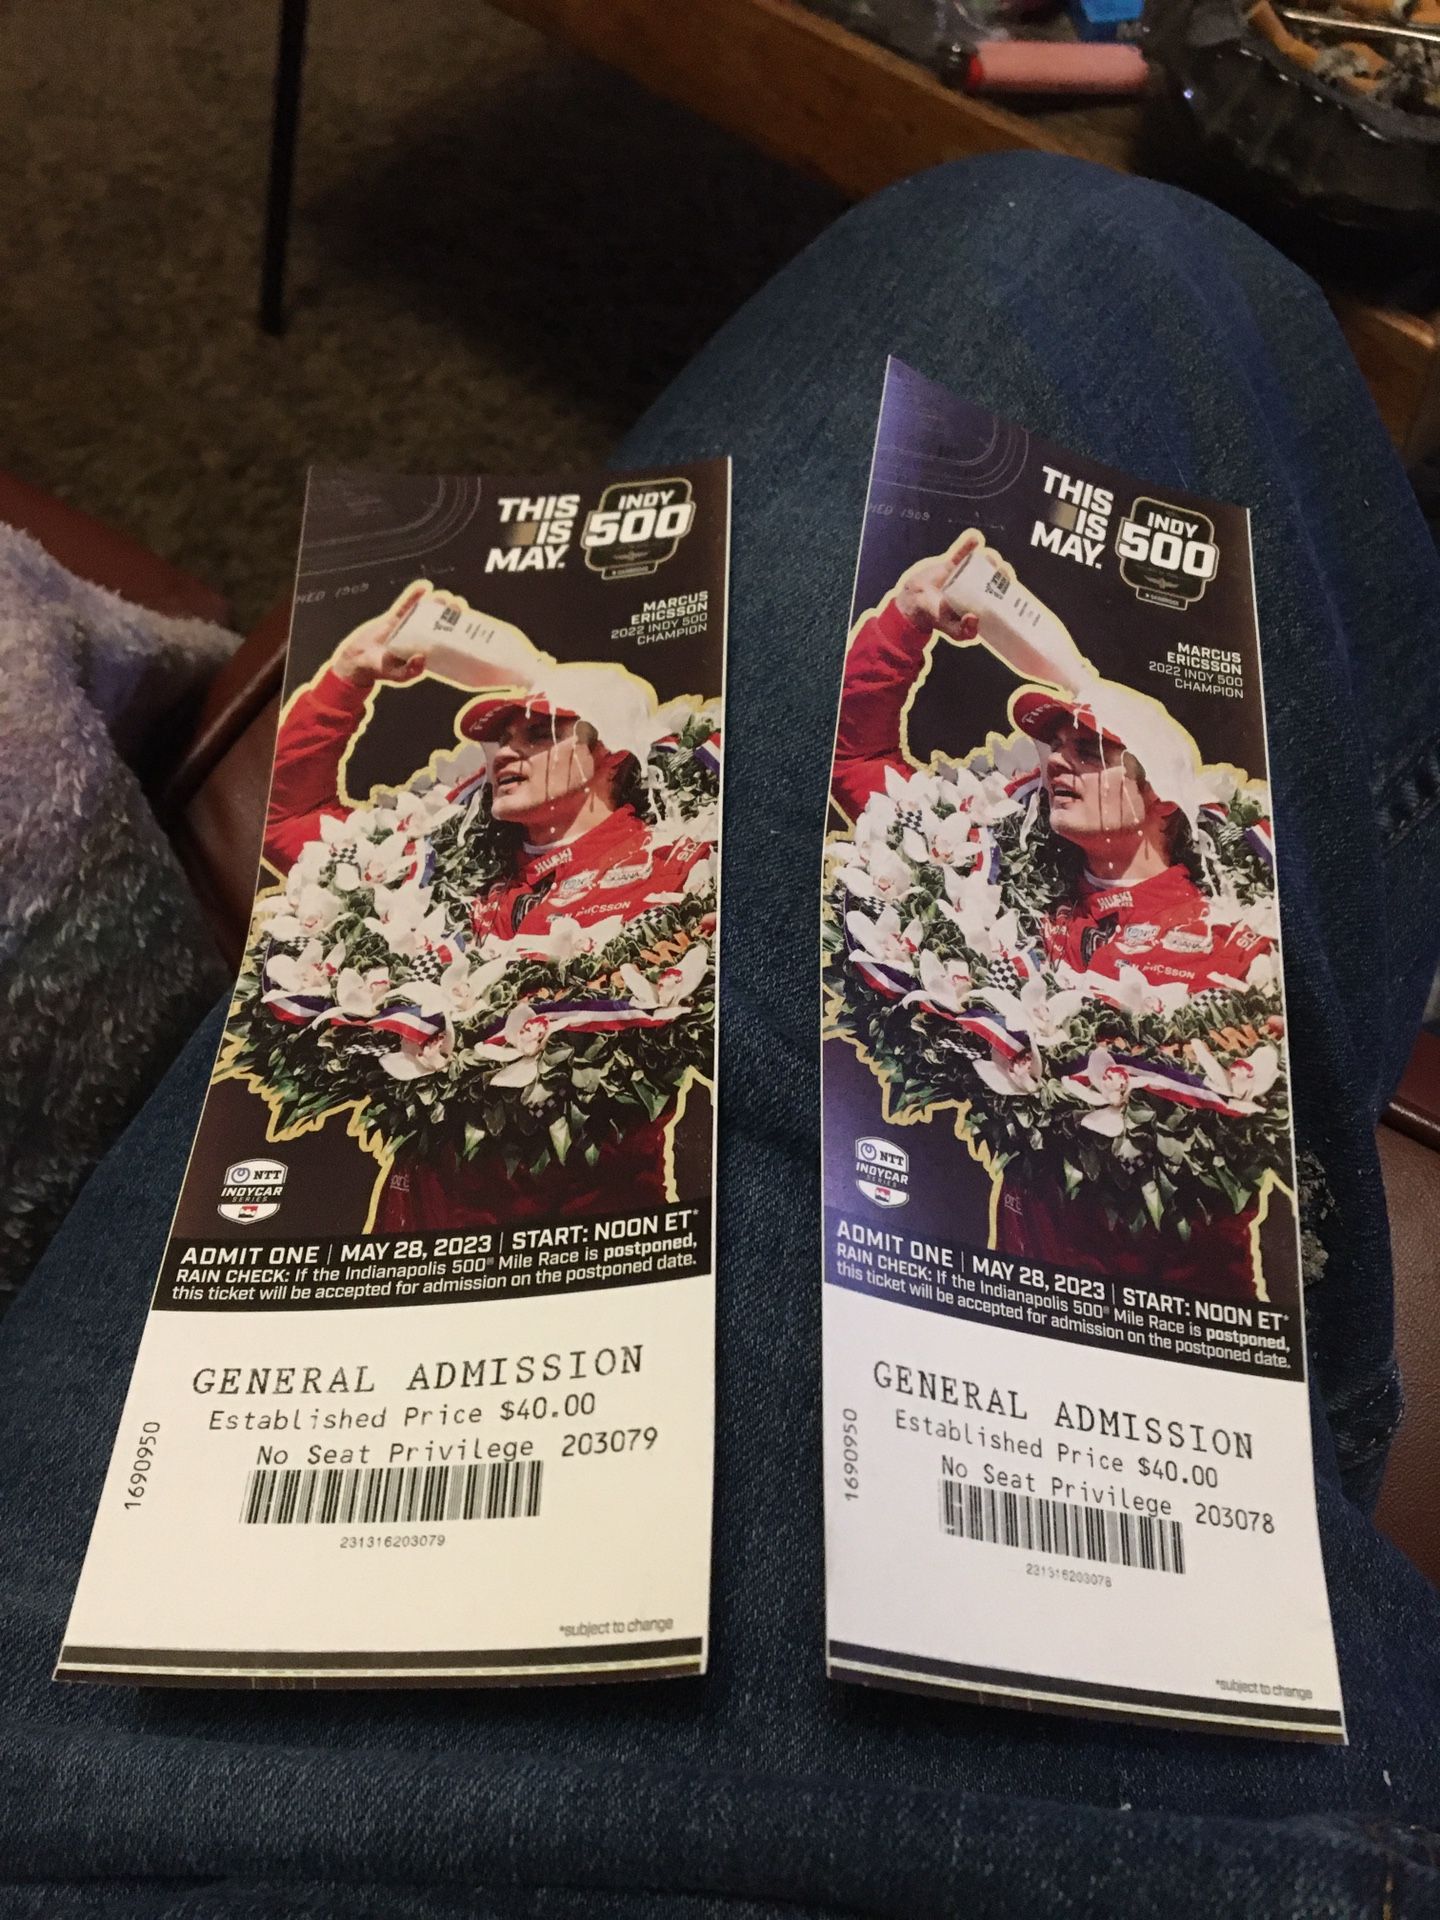 THIS
IS
MAY.
INDY
500
MARCUS
ERICSSON
2022 INDY 500
CHAMPION
ERICSSON
NTT
INDYCAR
SERIES
ADMIT ONE | MAY 28, 2023 | START: NOON ET*
RAIN CHECK: If the Indianapolis 500® Mile Race is postponed,
this ticket will be accepted for admission on the postponed date.
GENERAL ADMISSION
Established Price $40.00
No Seat Privilege 203079
1690950
231316203079
*subject to change
THIS
IS
MAY.
INDY
500
MARCUS
ERICSSON
2022 INDY 500
CHAMPION
ERICSSON
NTT
INDYCAR
SERIES
ADMIT ONE | MAY 28, 2023 | START: NOON ET*
RAIN CHECK: If the Indianapolis 500® Mile Race is postponed,
this ticket will be accepted for admission on the postponed date.
GENERAL ADMISSION
Established Price $40.00
No Seat Privilege 203078
1690950
231316203078
*subject to change